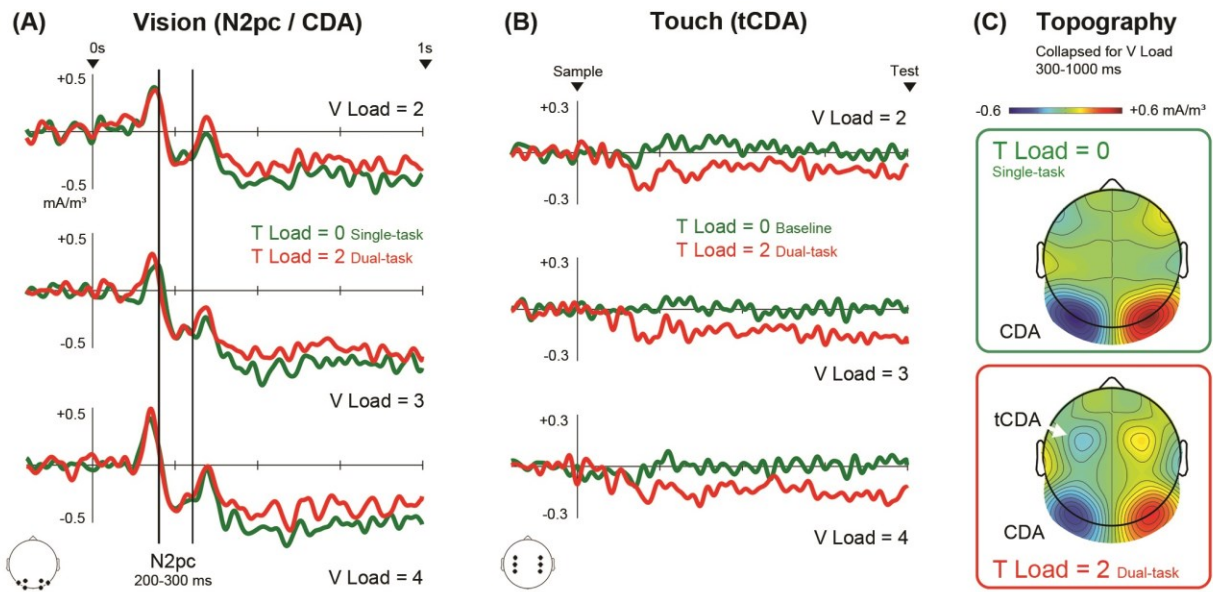 (A) Vision (N2pc / CDA)
0s 1s
+0.5
V Load = 2
-0.5
mA/m³
T Load = 0 Single-task
T Load = 2 Dual-task
+0.5
-0.5
V Load = 3
+0.5
-0.5
N2pc
200-300 ms
V Load = 4
(B) Touch (tCDA)
Sample Test
+0.3
V Load = 2
-0.3
T Load = 0 Baseline
T Load = 2 Dual-task
+0.3
-0.3
V Load = 3
+0.3
-0.3
V Load = 4
(C) Topography
Collapsed for V Load
300-1000 ms
-0.6 +0.6 mA/m³
T Load = 0
Single-task
CDA
tCDA
CDA
T Load = 2 Dual-task